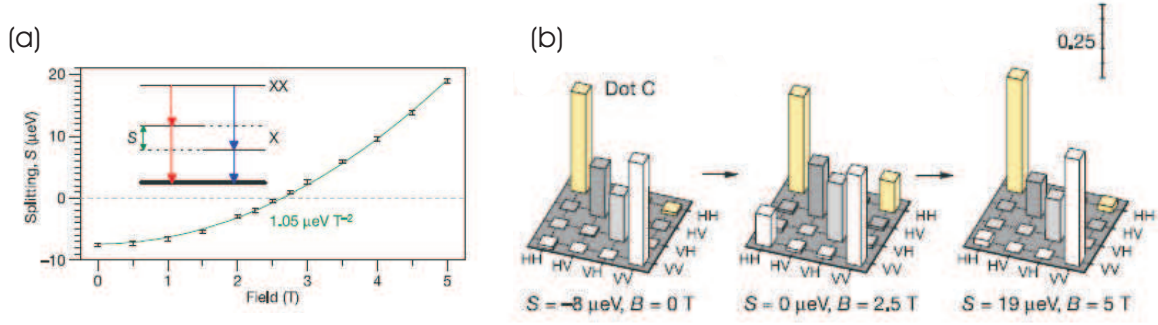 (a)
20
10
0
−10
Splitting, S (μeV)
XX
S
X
1.05 μeV T⁻²
0 1 2 3 4 5
Field (T)
(b)
0.25
Dot C
HH HV VH VV
HH
HV
VH
VV
HH HV VH VV
HH
HV
VH
VV
HH HV VH VV
HH
HV
VH
VV
S = −8 μeV, B = 0 T
S = 0 μeV, B = 2.5 T
S = 19 μeV, B = 5 T